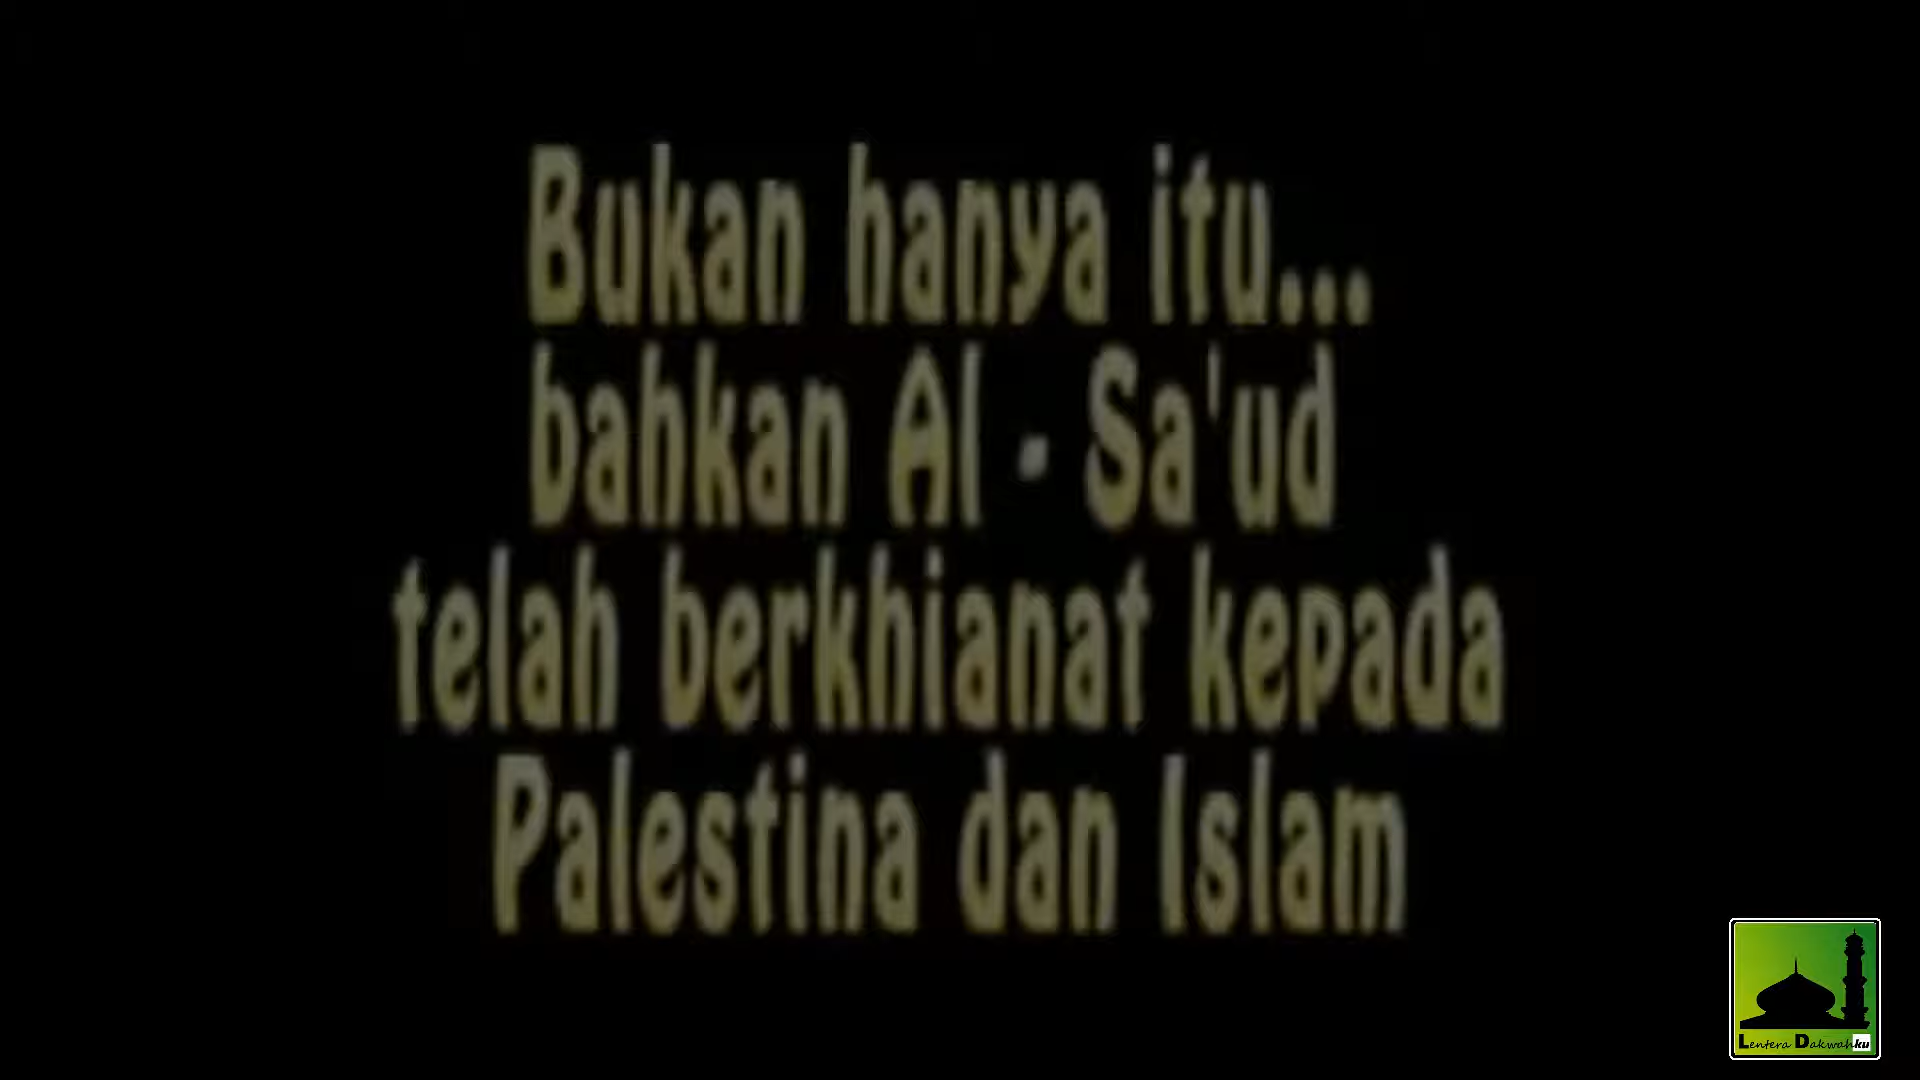 Bukan hanya itu...
bahkan Al - Sa'ud
telah berkhianat kepada
Palestina dan Islam
Lentera Dakwahku